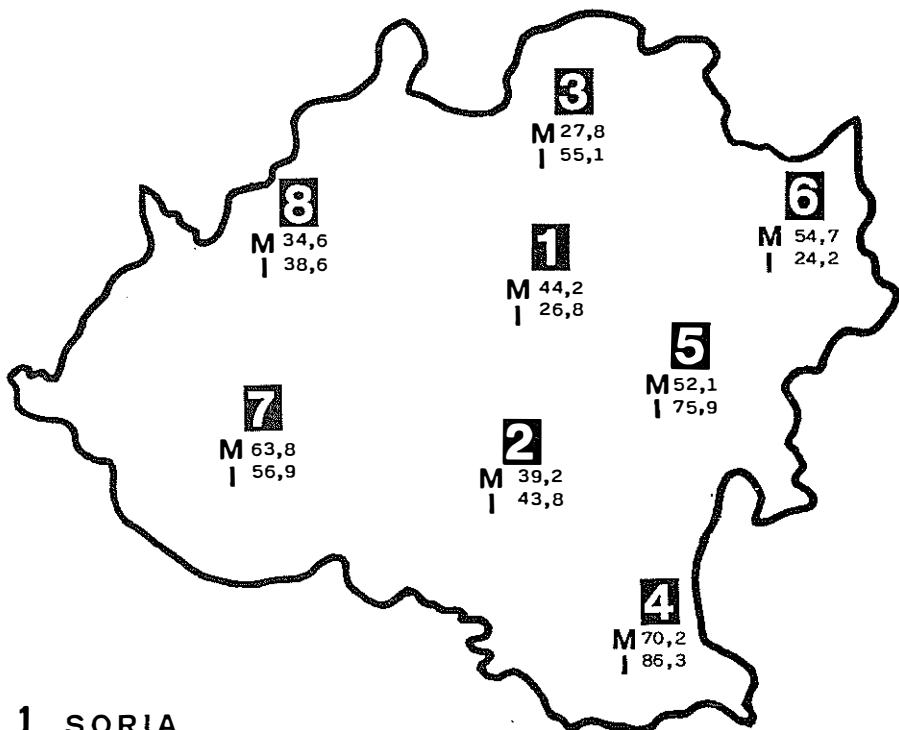 3
M 27,8
I 55,1
6
M 54,7
I 24,2
8
M 34,6
I 38,6
1
M 44,2
I 26,8
5
M 52,1
I 75,9
7
M 63,8
I 56,9
2
M 39,2
I 43,8
4
M 70,2
I 86,3
1 SORIA